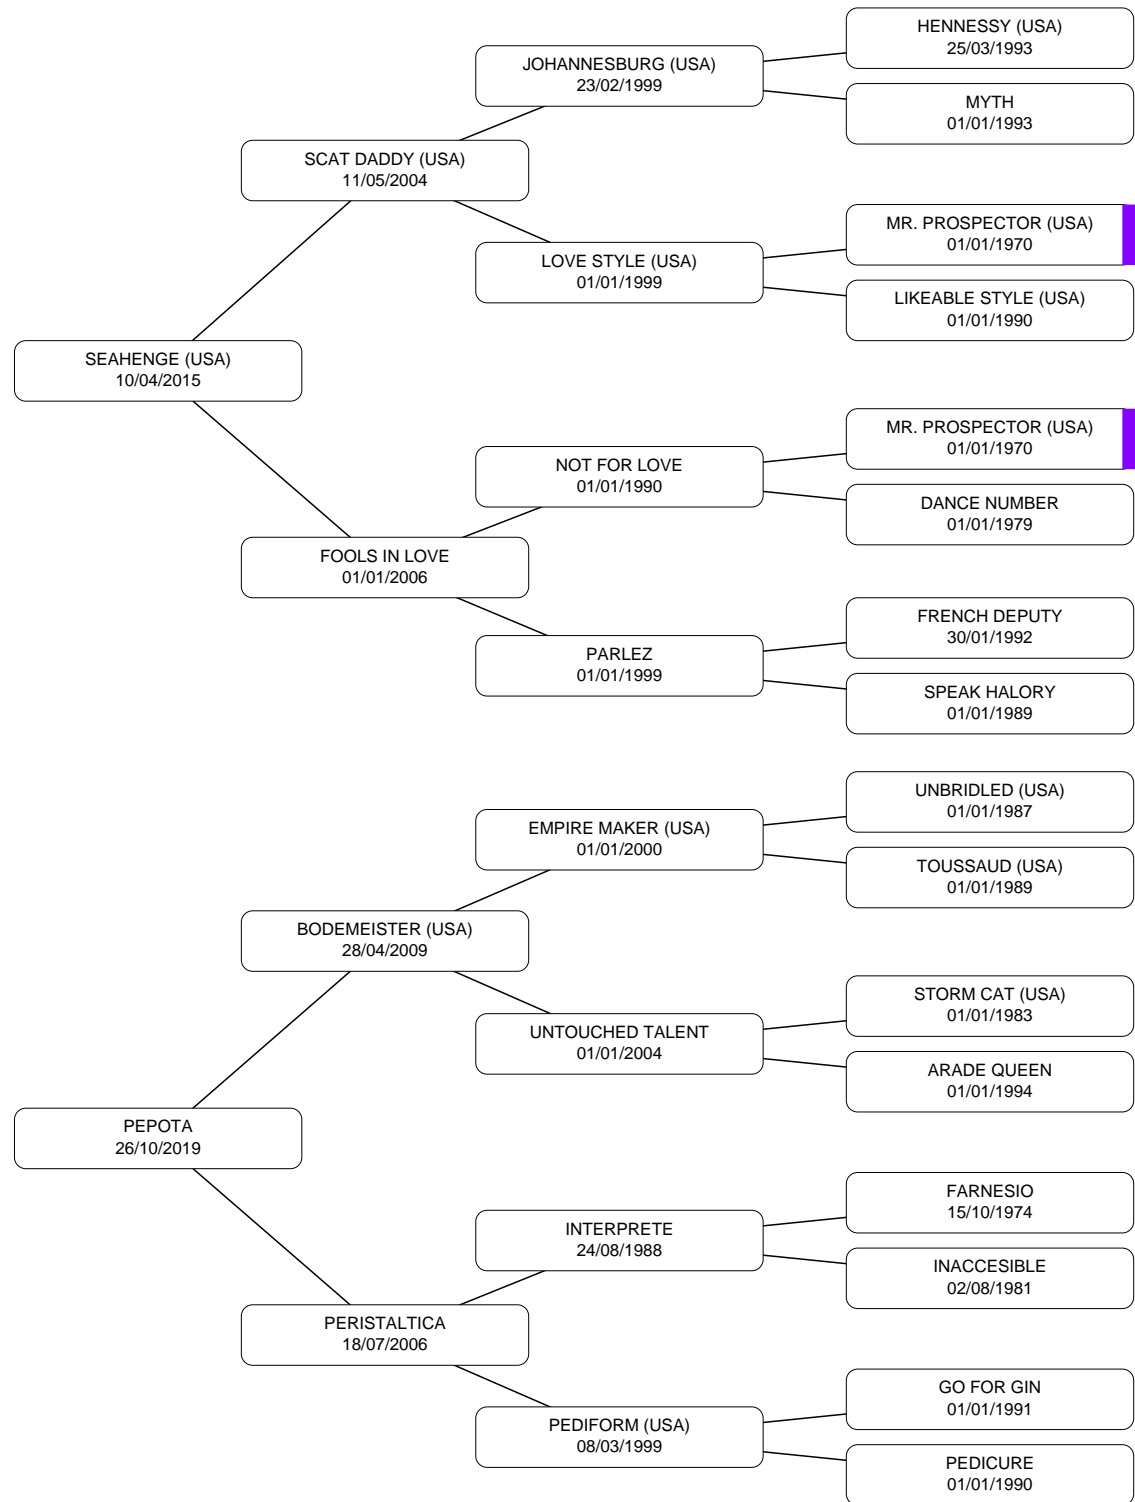 HENNESSY (USA)
25/03/1993
JOHANNESBURG (USA)
23/02/1999
MYTH
01/01/1993
SCAT DADDY (USA)
11/05/2004
MR. PROSPECTOR (USA)
01/01/1970
LOVE STYLE (USA)
01/01/1999
LIKEABLE STYLE (USA)
01/01/1990
SEAHENGE (USA)
10/04/2015
MR. PROSPECTOR (USA)
01/01/1970
NOT FOR LOVE
01/01/1990
DANCE NUMBER
01/01/1979
FOOLS IN LOVE
01/01/2006
FRENCH DEPUTY
30/01/1992
PARLEZ
01/01/1999
SPEAK HALORY
01/01/1989
UNBRIDLED (USA)
01/01/1987
EMPIRE MAKER (USA)
01/01/2000
TOUSSAUD (USA)
01/01/1989
BODEMEISTER (USA)
28/04/2009
STORM CAT (USA)
01/01/1983
UNTOUCHED TALENT
01/01/2004
ARADE QUEEN
01/01/1994
PEPOTA
26/10/2019
FARNESIO
15/10/1974
INTERPRETE
24/08/1988
INACCESIBLE
02/08/1981
PERISTALTICA
18/07/2006
GO FOR GIN
01/01/1991
PEDIFORM (USA)
08/03/1999
PEDICURE
01/01/1990